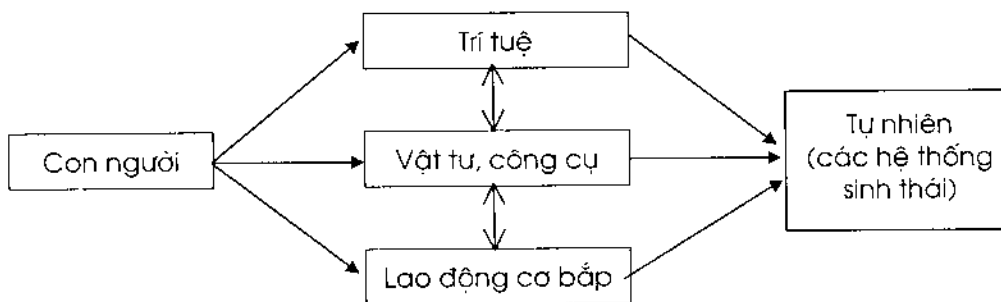 Trí tuệ
Con người
Vật tư, công cụ
Lao động cơ bắp
Tự nhiên
(các hệ thống
sinh thái)